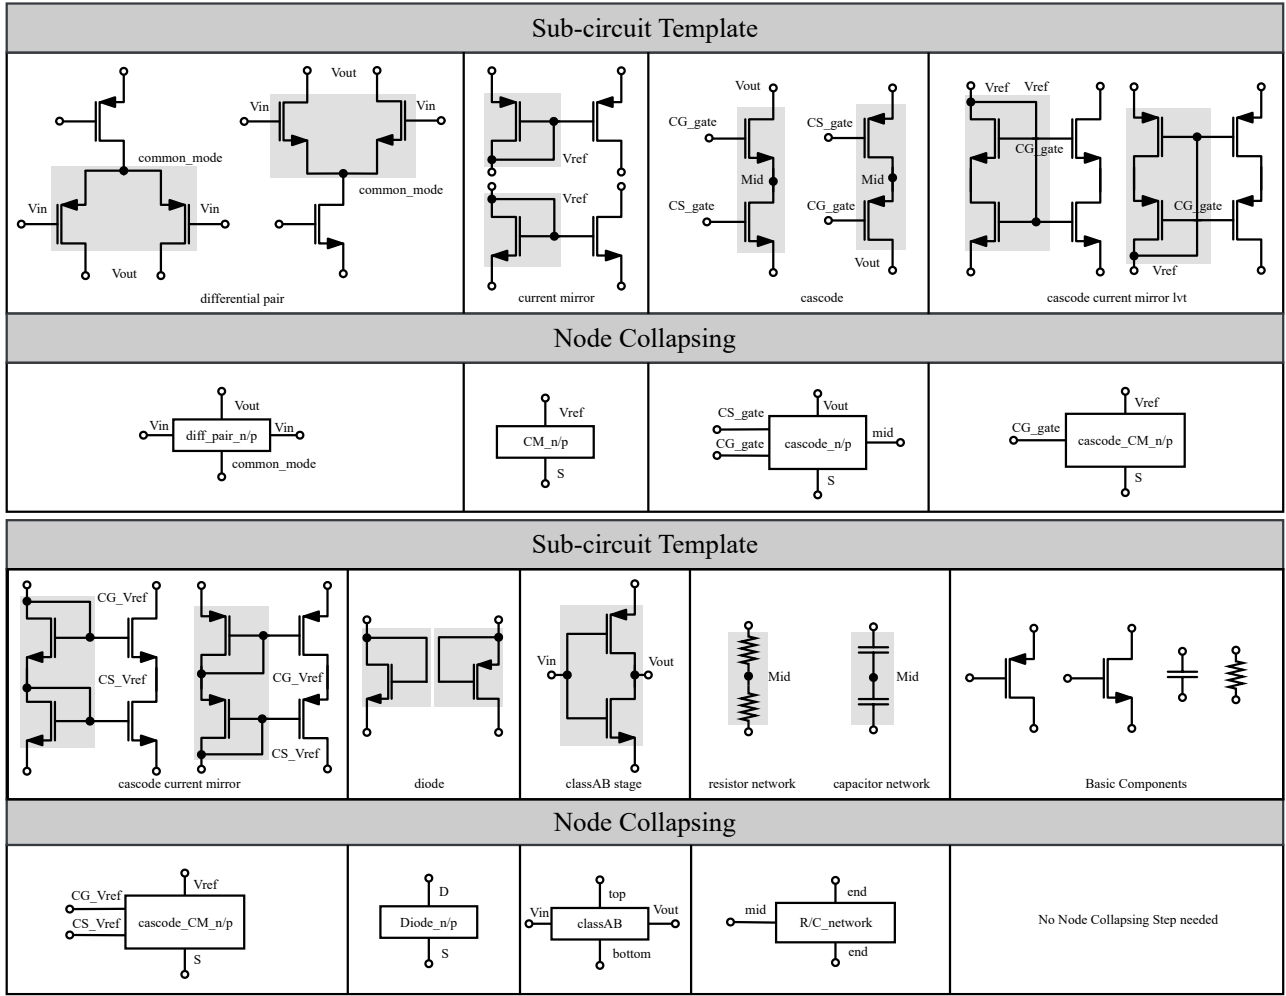 Sub-circuit Template
Vout
Vin
Vin
common_mode
common_mode
Vin
Vin
Vout
differential pair
Vref
Vref
current mirror
Vout
CG_gate
CS_gate
Mid
Mid
CS_gate
CG_gate
Vout
cascode
Vref
Vref
CG_gate
CG_gate
Vref
cascode current mirror lvt
Node Collapsing
Vout
Vin
diff_pair_n/p
Vin
common_mode
Vref
CM_n/p
S
CS_gate
Vout
CG_gate
cascode_n/p
mid
S
Vref
CG_gate
cascode_CM_n/p
S
Sub-circuit Template
CG_Vref
CS_Vref
CG_Vref
CS_Vref
cascode current mirror
diode
Vin
Vout
classAB stage
Mid
Mid
resistor network
capacitor network
Basic Components
Node Collapsing
Vref
CG_Vref
CS_Vref
cascode_CM_n/p
S
D
Diode_n/p
S
top
Vin
classAB
Vout
bottom
end
mid
R/C_network
end
No Node Collapsing Step needed